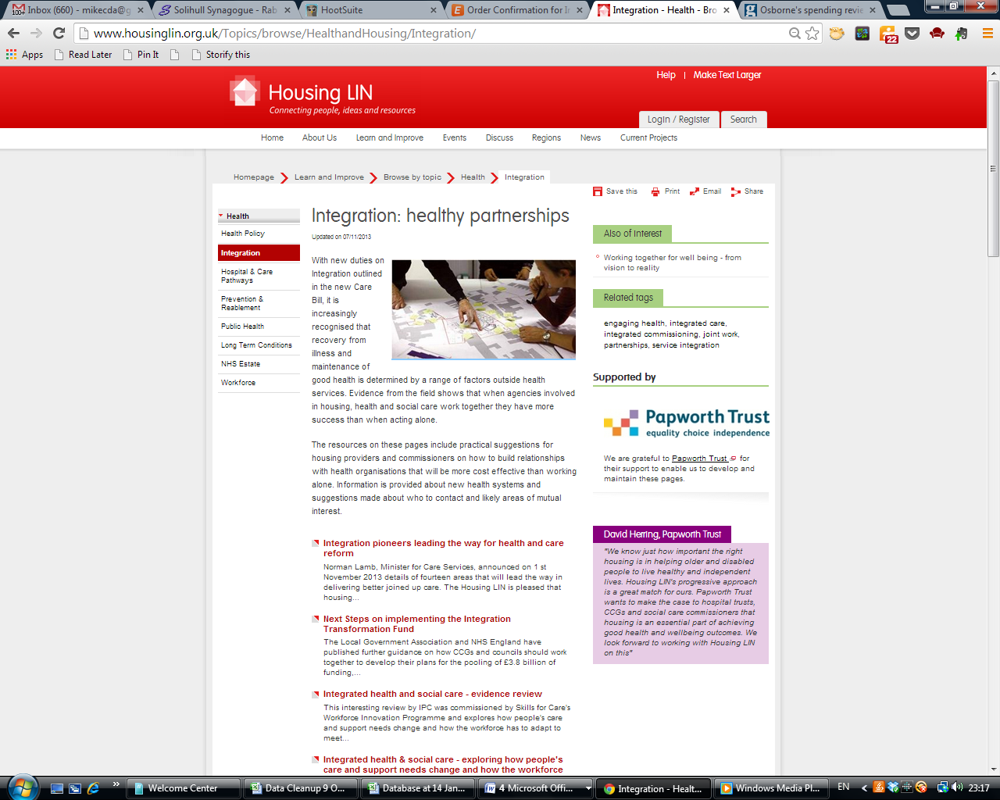 Inbox (660) - mikecda@g
Solihull Synagogue - Rab
HootSuite
Order Confirmation for In
Integration - Health - Bro
Osborne's spending revie
www.housinglin.org.uk/Topics/browse/HealthandHousing/Integration/
22
Apps
Read Later
Pin It
Storify this
Help | Make Text Larger
Housing LIN
Connecting people, ideas and resources
Login / Register
Search
Home
About Us
Learn and Improve
Events
Discuss
Regions
News
Current Projects
Homepage
Learn and Improve
Browse by topic
Health
Integration
Save this
Print
Email
Share
Health
Health Policy
Integration
Hospital & Care
Pathways
Prevention &
Reablement
Public Health
Long Term Conditions
NHS Estate
Workforce
Integration: healthy partnerships
Updated on 07/11/2013
With new duties on
Integration outlined
in the new Care
Bill, it is
increasingly
recognised that
recovery from
illness and
maintenance of
good health is determined by a range of factors outside health
services. Evidence from the field shows that when agencies involved
in housing, health and social care work together they have more
success than when acting alone.
The resources on these pages include practical suggestions for
housing providers and commissioners on how to build relationships
with health organisations that will be more cost effective than working
alone. Information is provided about new health systems and
suggestions made about who to contact and likely areas of mutual
interest.
Integration pioneers leading the way for health and care
reform
Norman Lamb, Minister for Care Services, announced on 1 st
November 2013 details of fourteen areas that will lead the way in
delivering better joined up care. The Housing LIN is pleased that
housing...
Next Steps on implementing the Integration
Transformation Fund
The Local Government Association and NHS England have
published further guidance on how CCGs and councils should work
together to develop their plans for the pooling of £3.8 billion of
funding,...
Integrated health and social care - evidence review
This interesting review by IPC was commissioned by Skills for Care's
Workforce Innovation Programme and explores how people's care
and support needs change and how the workforce has to adapt to
meet...
Integrated health & social care - exploring how people's
care and support needs change and how the workforce
Also of Interest
Working together for well being - from
vision to reality
Related tags
engaging health, integrated care,
integrated commissioning, joint work,
partnerships, service integration
Supported by
Papworth Trust
equality choice independence
We are grateful to Papworth Trust for
their support to enable us to develop and
maintain these pages.
David Herring, Papworth Trust
"We know just how important the right
housing is in helping older and disabled
people to live healthy and independent
lives. Housing LIN's progressive approach
is a great match for ours. Papworth Trust
wants to make the case to hospital trusts,
CCGs and social care commissioners that
housing is an essential part of achieving
good health and wellbeing outcomes. We
look forward to working with Housing LIN
on this"
Welcome Center
Data Cleanup 9 O...
Database at 14 Jan...
4 Microsoft Offi...
Integration - Healt...
Windows Media Pl...
EN
23:17